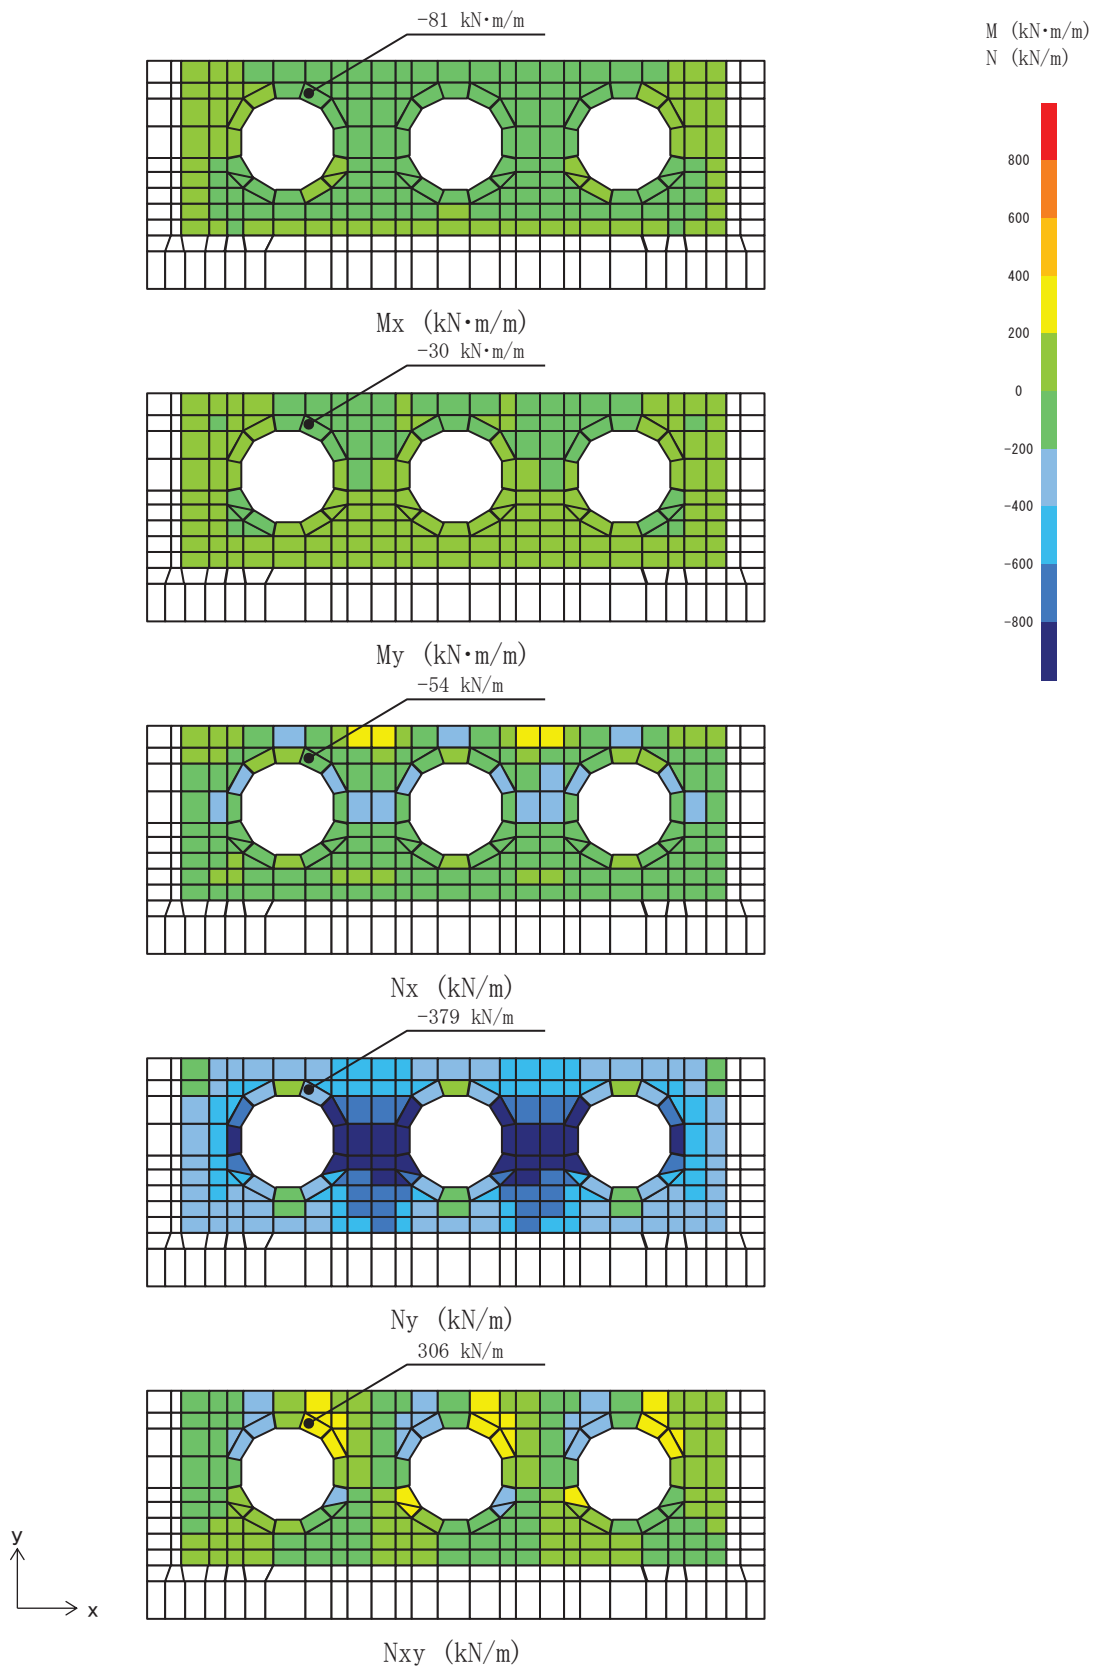 -81 kN·m/m
M (kN·m/m)
N (kN/m)
800
600
400
200
0
-200
-400
-600
-800
Mx (kN·m/m)
-30 kN·m/m
My (kN·m/m)
-54 kN/m
Nx (kN/m)
-379 kN/m
Ny (kN/m)
306 kN/m
y
x
Nxy (kN/m)